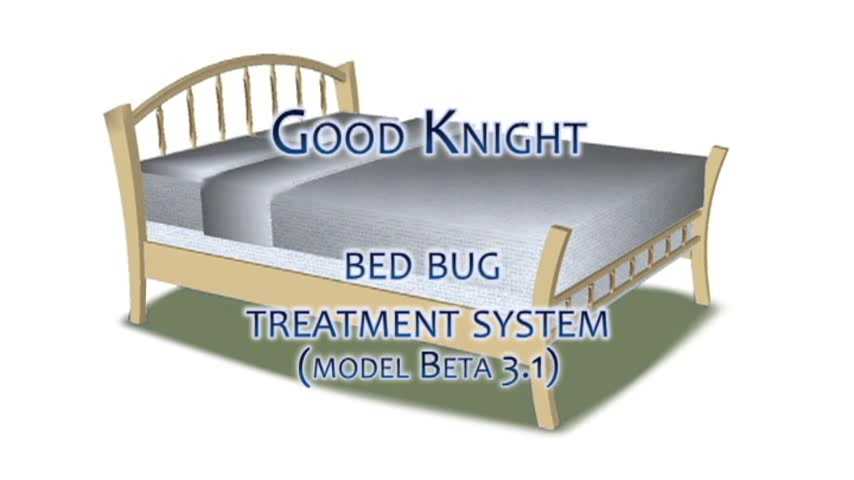 Good Knight
bed bug
treatment system
(model Beta 3.1)